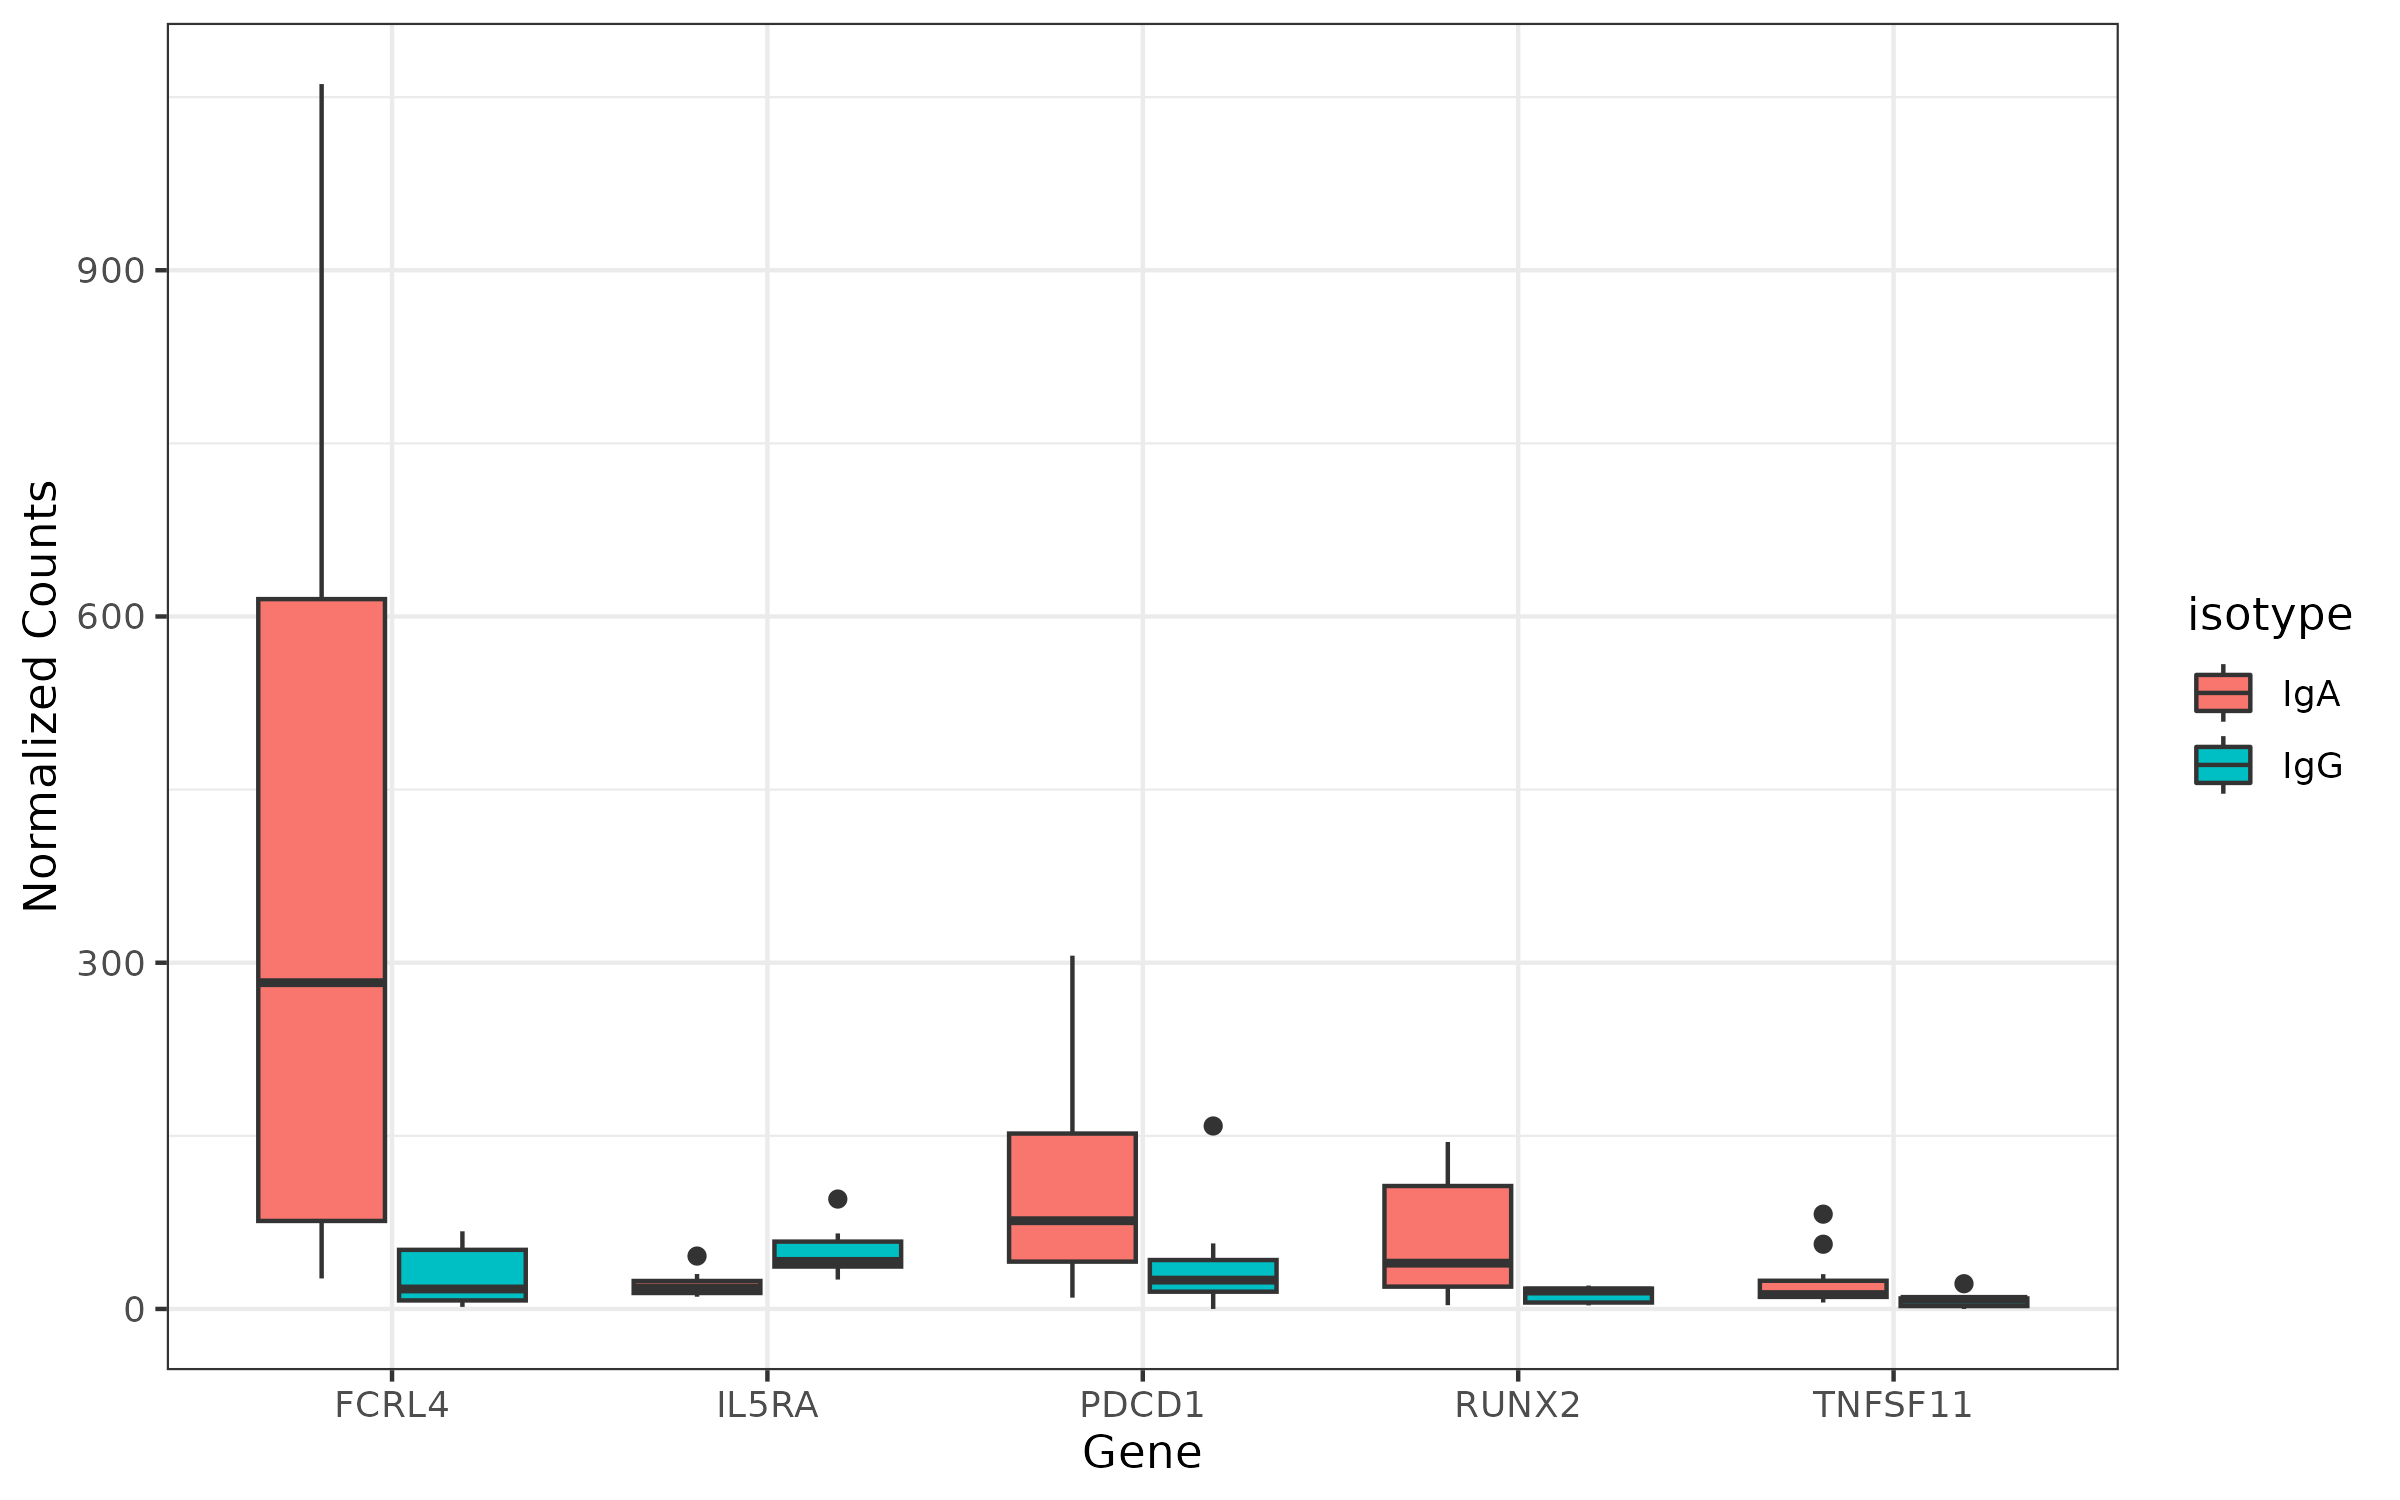 Normalized Counts
900
600
300
0
FCRL4
IL5RA
PDCD1
RUNX2
TNFSF11
Gene
isotype
IgA
IgG